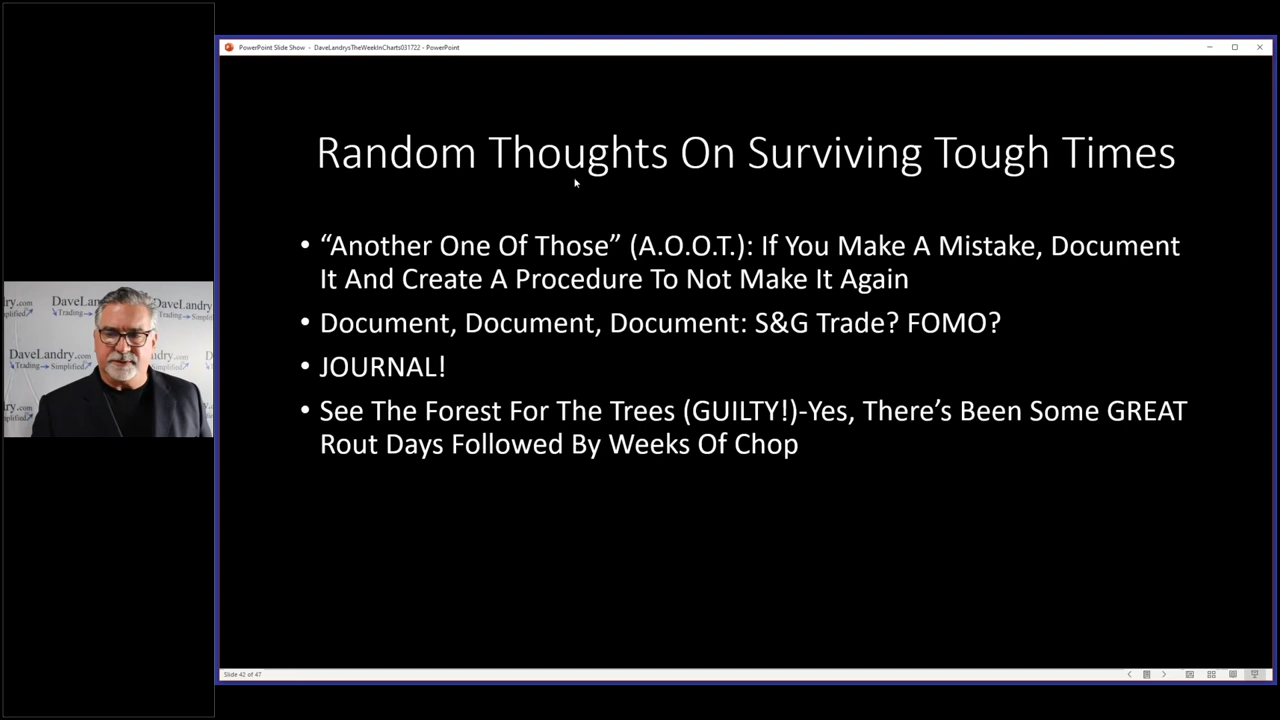 PowerPoint Slide Show - DaveLandrysTheWeekInCharts031722 - PowerPoint
Random Thoughts On Surviving Tough Times
• “Another One Of Those” (A.O.O.T.): If You Make A Mistake, Document
It And Create A Procedure To Not Make It Again
• Document, Document, Document: S&G Trade? FOMO?
• JOURNAL!
• See The Forest For The Trees (GUILTY!)-Yes, There’s Been Some GREAT
Rout Days Followed By Weeks Of Chop
DaveLandry.com
Trading Simplified
Slide 42 of 47